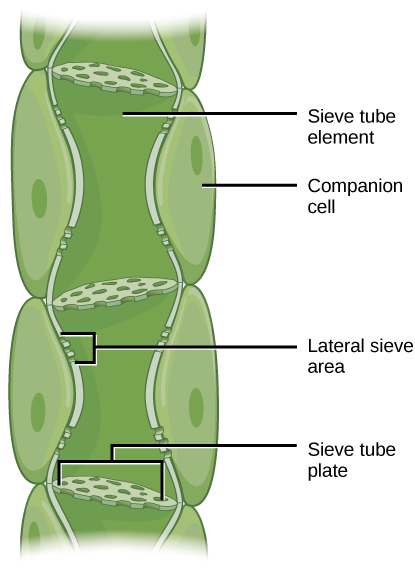 Sieve tube
element
Companion
cell
Lateral sieve
area
Sieve tube
plate